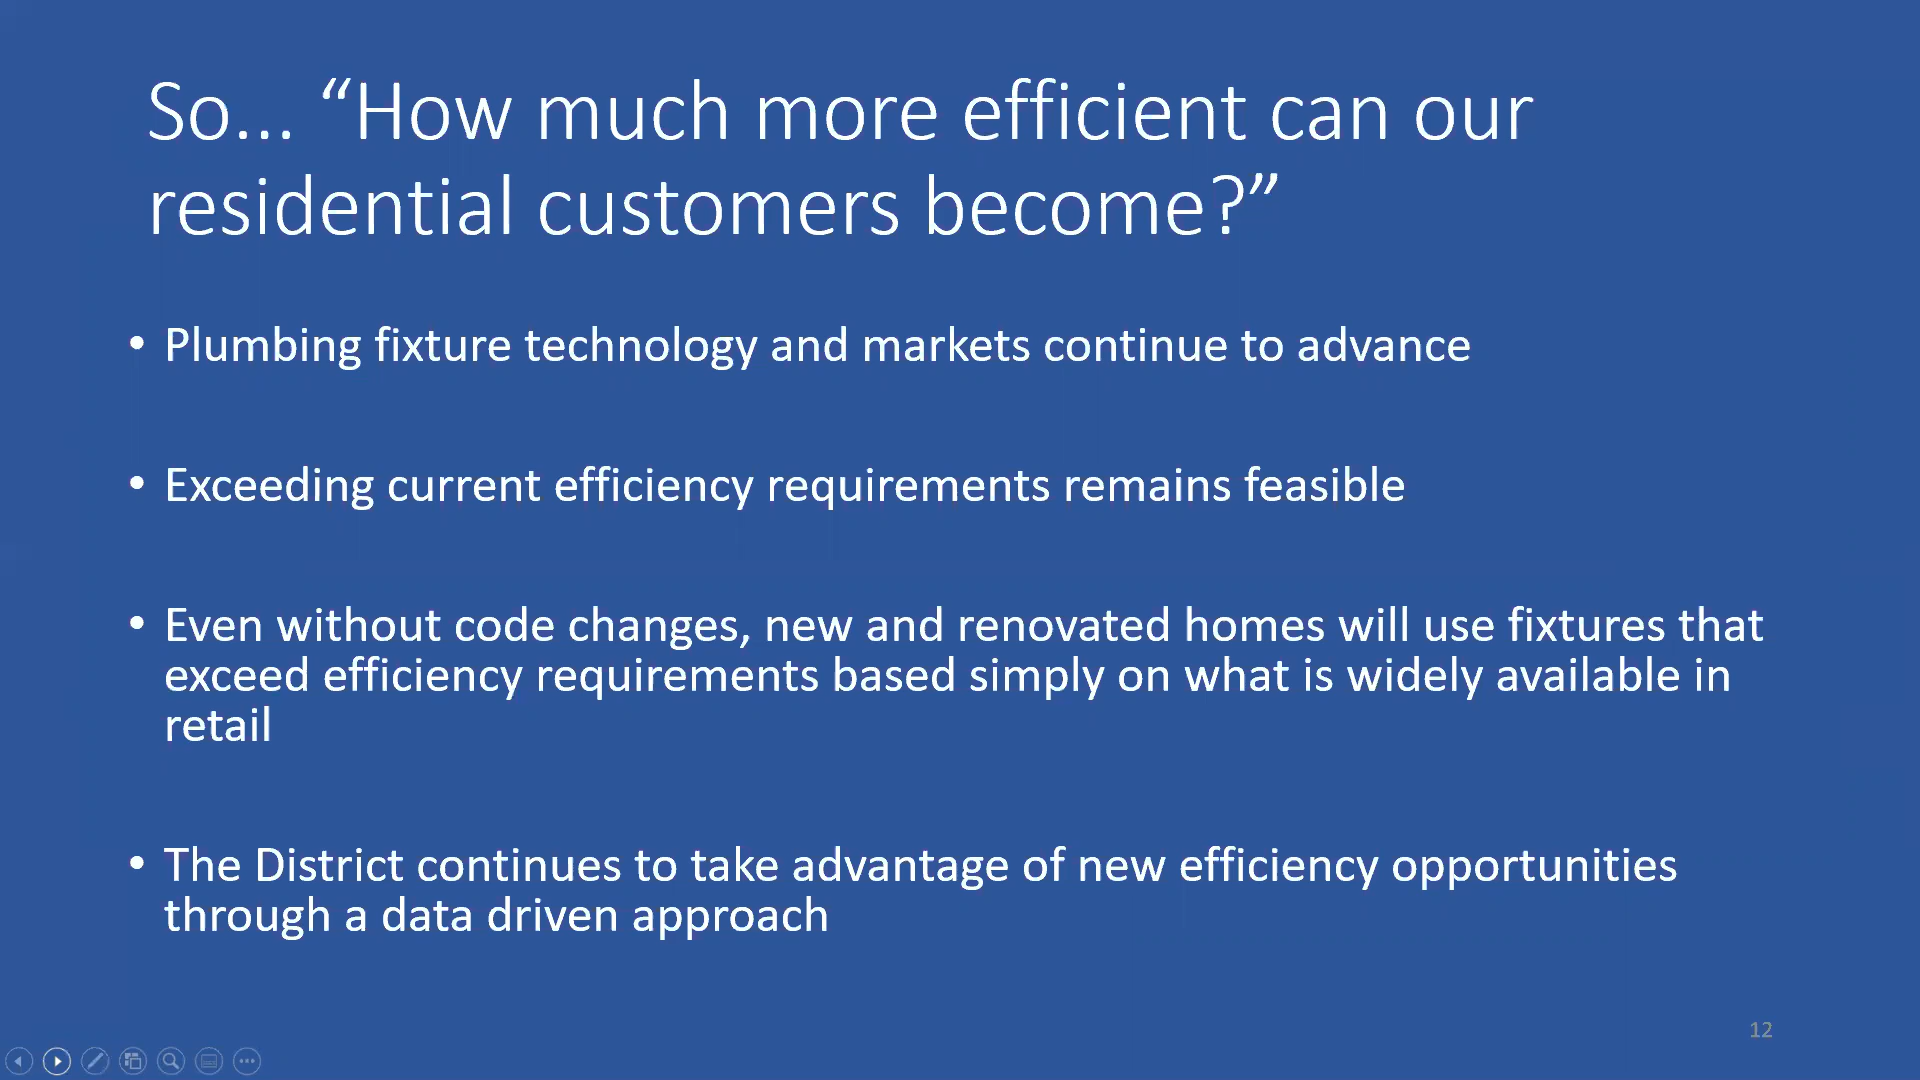 So... “How much more efficient can our
residential customers become?”
• Plumbing fixture technology and markets continue to advance
• Exceeding current efficiency requirements remains feasible
• Even without code changes, new and renovated homes will use fixtures that
exceed efficiency requirements based simply on what is widely available in
retail
• The District continues to take advantage of new efficiency opportunities
through a data driven approach
12